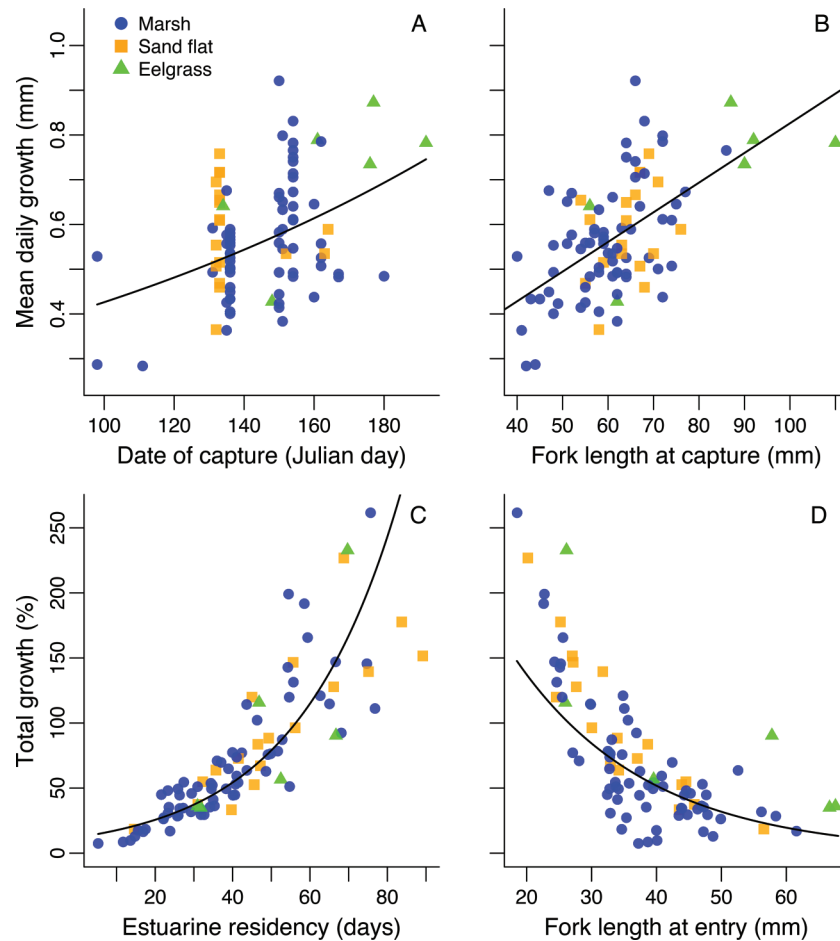 A
Marsh
Sand flat
Eelgrass
Mean daily growth (mm)
0.4 0.6 0.8 1.0
100 120 140 160 180
Date of capture (Julian day)
B
40 50 60 70 80 90 100
Fork length at capture (mm)
C
Total growth (%)
0 50 100 150 200 250
20 40 60 80
Estuarine residency (days)
D
20 30 40 50 60
Fork length at entry (mm)